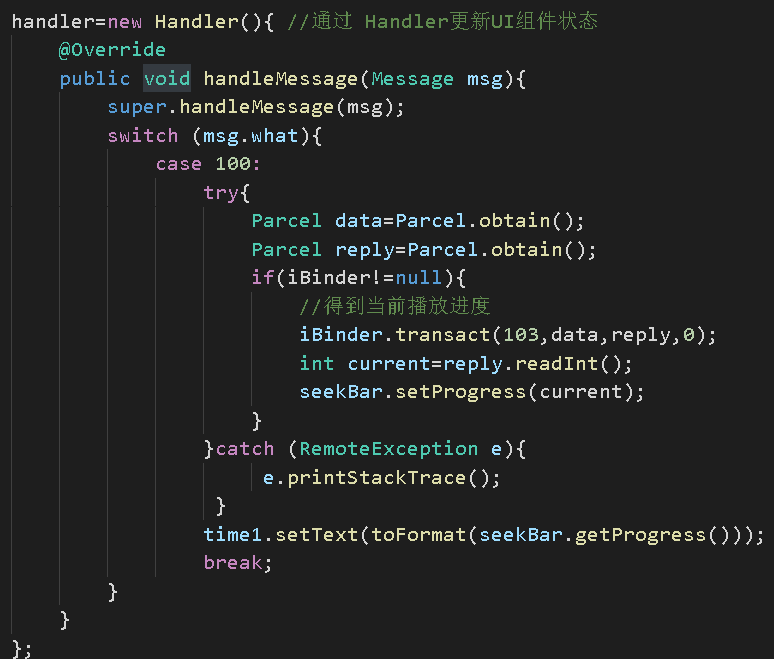 handler=new Handler(){ //通过 Handler更新UI组件状态
@Override
public void handleMessage(Message msg){
super.handleMessage(msg);
switch (msg.what){
case 100:
try{
Parcel data=Parcel.obtain();
Parcel reply=Parcel.obtain();
if(iBinder!=null){
//得到当前播放进度
iBinder.transact(103,data,reply,0);
int current=reply.readInt();
seekBar.setProgress(current);
}
}catch (RemoteException e){
e.printStackTrace();
}
time1.setText(toFormat(seekBar.getProgress()));
break;
}
}
};